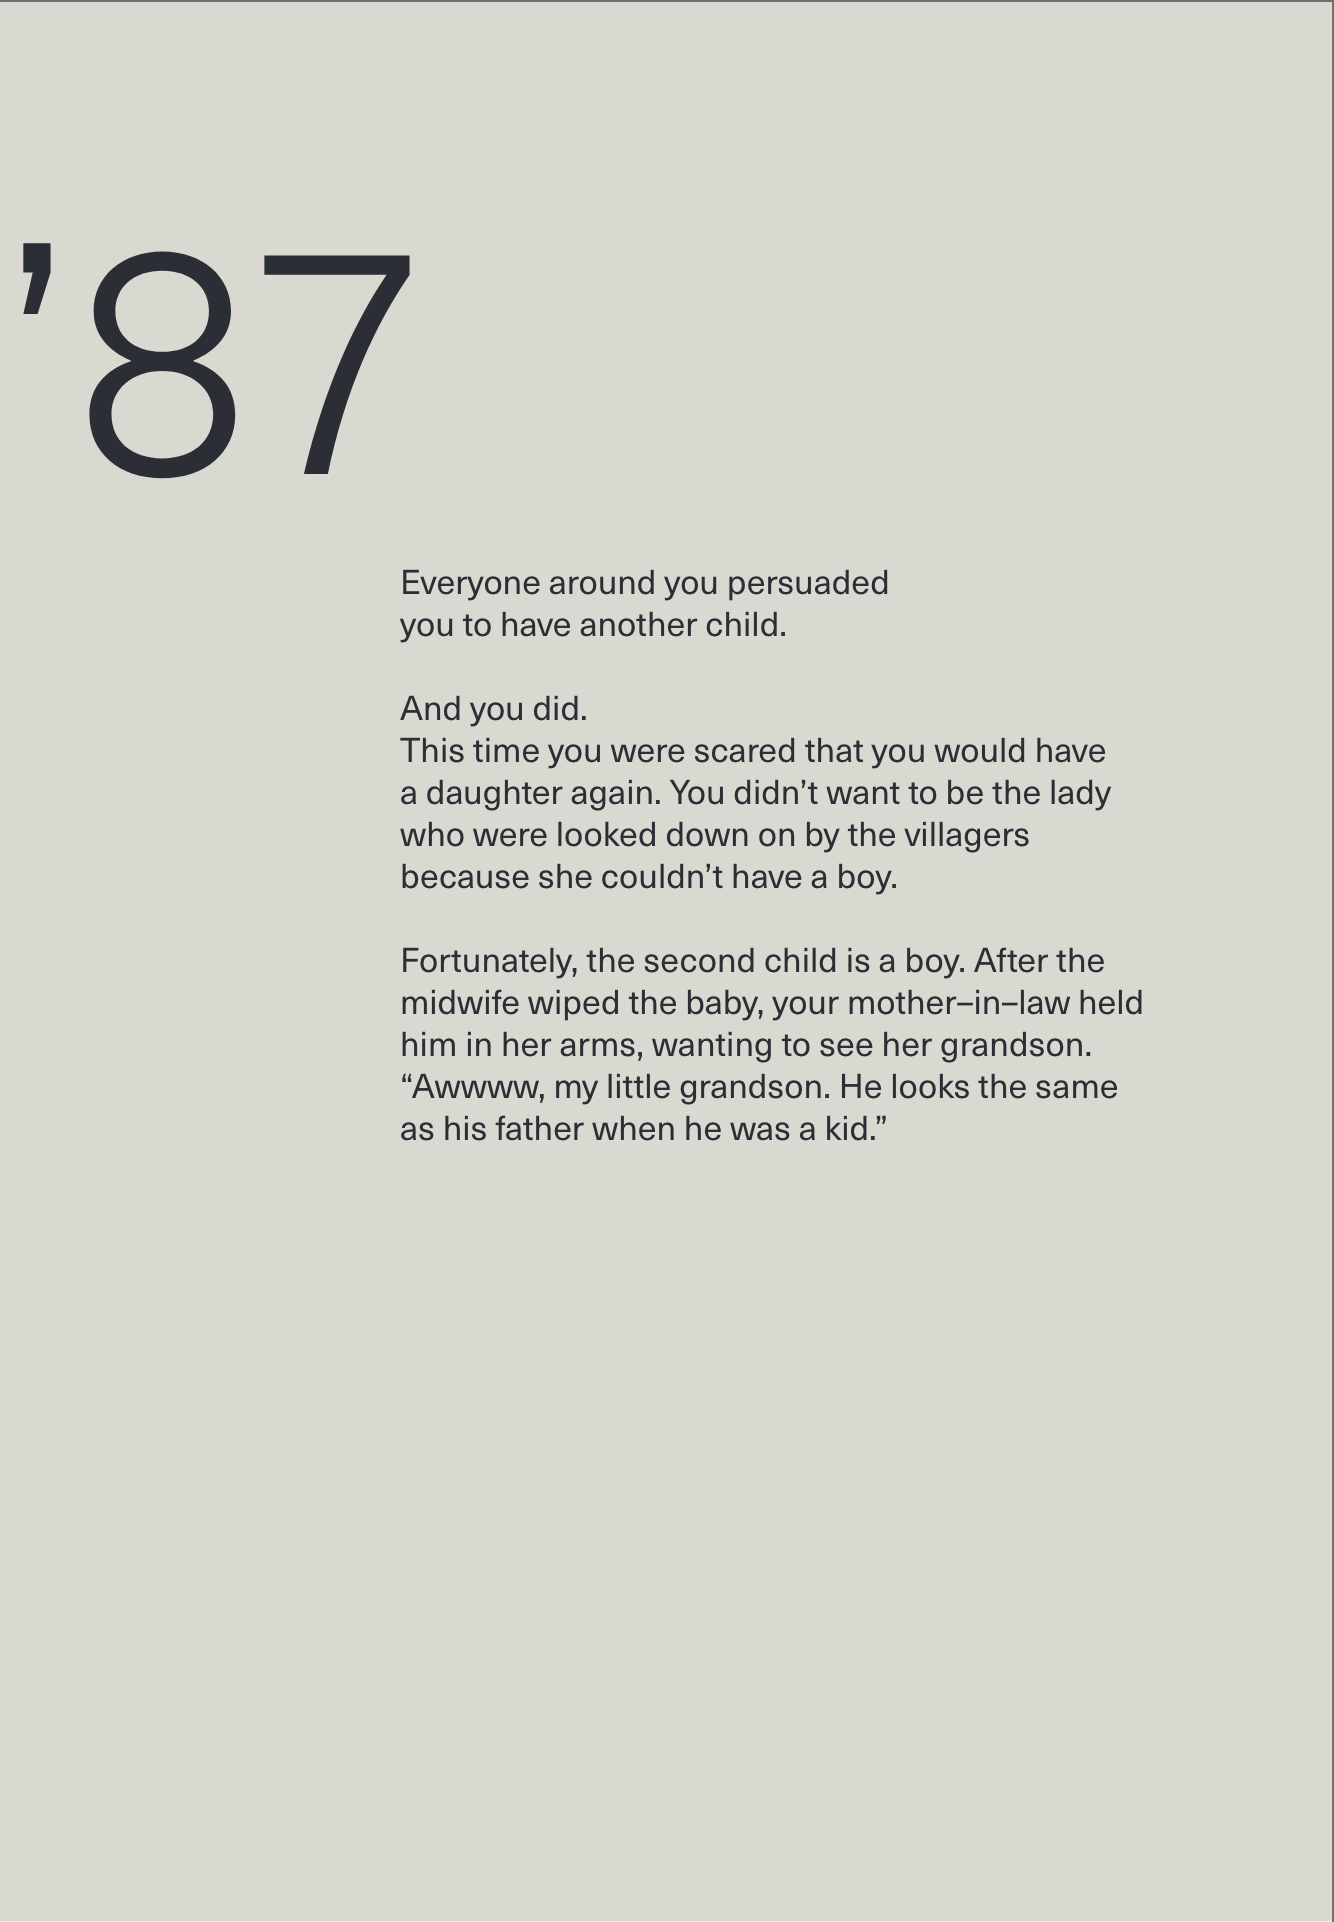 ’87
Everyone around you persuaded
you to have another child.
And you did.
This time you were scared that you would have
a daughter again. You didn’t want to be the lady
who were looked down on by the villagers
because she couldn’t have a boy.
Fortunately, the second child is a boy. After the
midwife wiped the baby, your mother–in–law held
him in her arms, wanting to see her grandson.
“Awwww, my little grandson. He looks the same
as his father when he was a kid.”